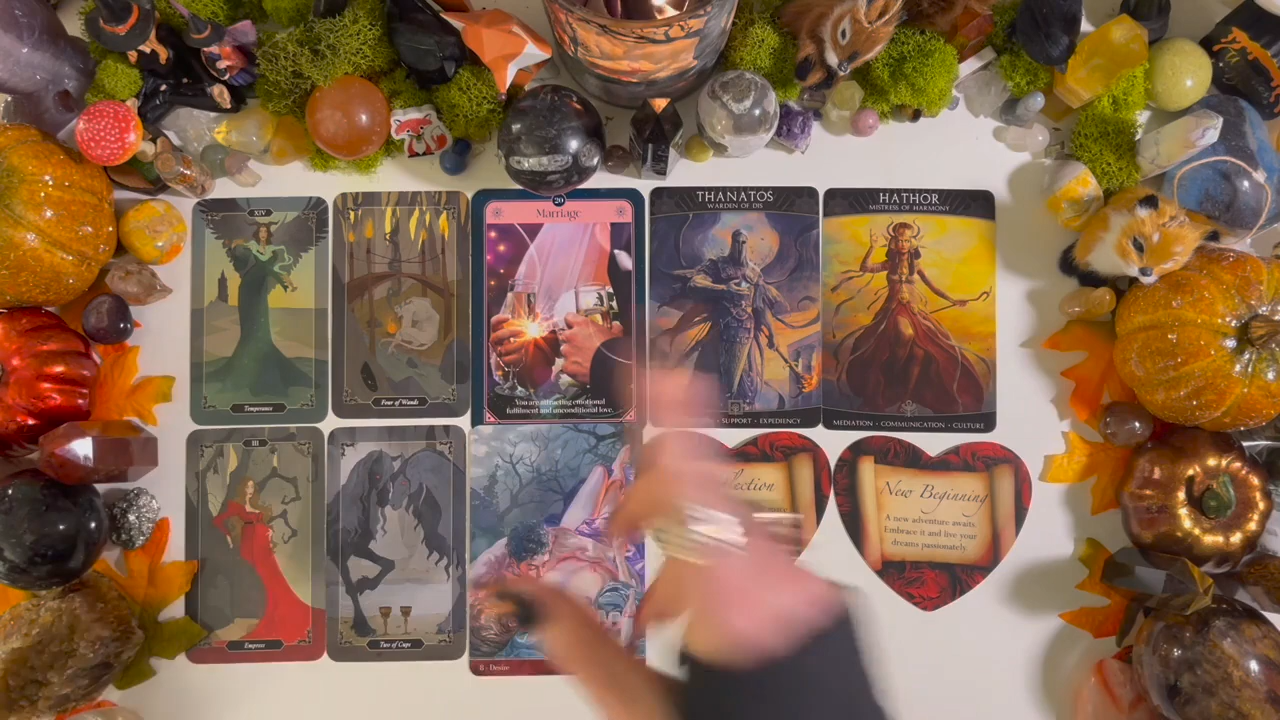 XIV
Temperance
Four of Wands
20
Marriage
You are attracting emotional
fulfilment and unconditional love.
THANATOS
WARDEN OF DIS
· SUPPORT · EXPEDIENCY
HATHOR
MISTRESS OF HARMONY
MEDIATION · COMMUNICATION · CULTURE
III
Empress
Two of Cups
8 - Desire
New Beginning
A new adventure awaits.
Embrace it and live your
dreams passionately.